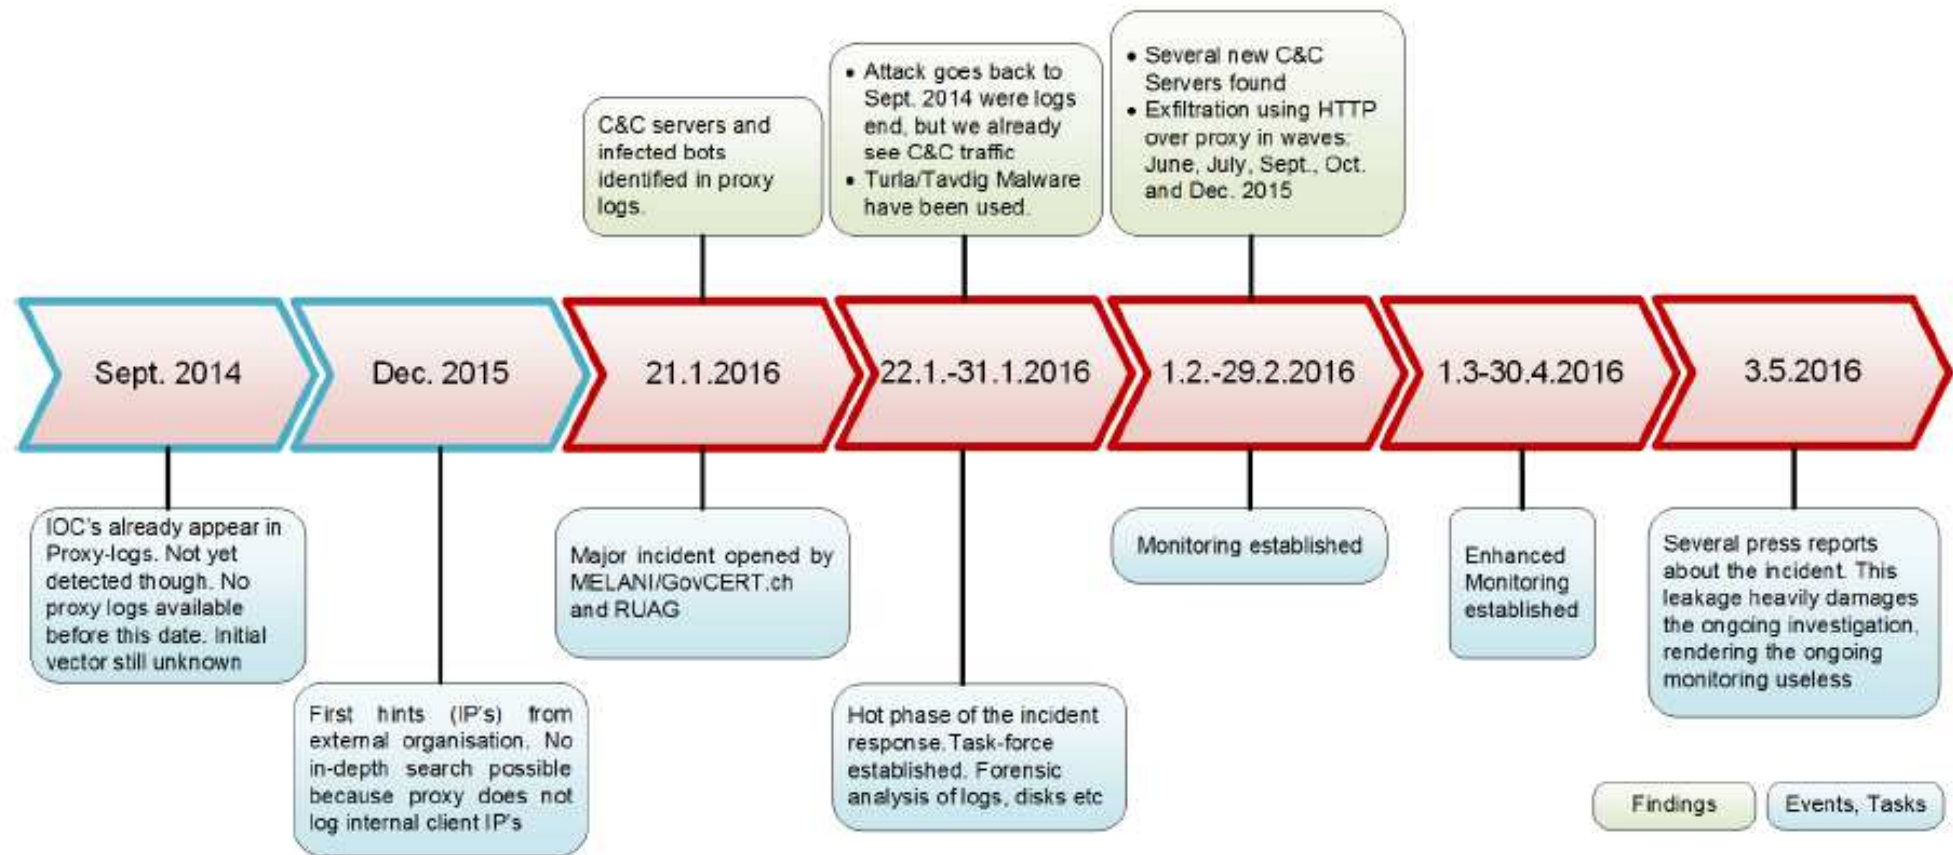 C&C servers and
infected bots
identified in proxy
logs.
• Attack goes back to
Sept. 2014 were logs
end, but we already
see C&C traffic
• Turla/Tavdig Malware
have been used.
• Several new C&C
Servers found
• Exfiltration using HTTP
over proxy in waves:
June, July, Sept., Oct.
and Dec. 2015
Sept. 2014
Dec. 2015
21.1.2016
22.1.-31.1.2016
1.2.-29.2.2016
1.3-30.4.2016
3.5.2016
IOC's already appear in
Proxy-logs. Not yet
detected though. No
proxy logs available
before this date. Initial
vector still unknown
First hints (IP's) from
external organisation. No
in-depth search possible
because proxy does not
log internal client IP's
Major incident opened by
MELANI/GovCERT.ch
and RUAG
Hot phase of the incident
response. Task-force
established. Forensic
analysis of logs, disks etc
Monitoring established
Enhanced
Monitoring
established
Several press reports
about the incident. This
leakage heavily damages
the ongoing investigation,
rendering the ongoing
monitoring useless
Findings
Events, Tasks